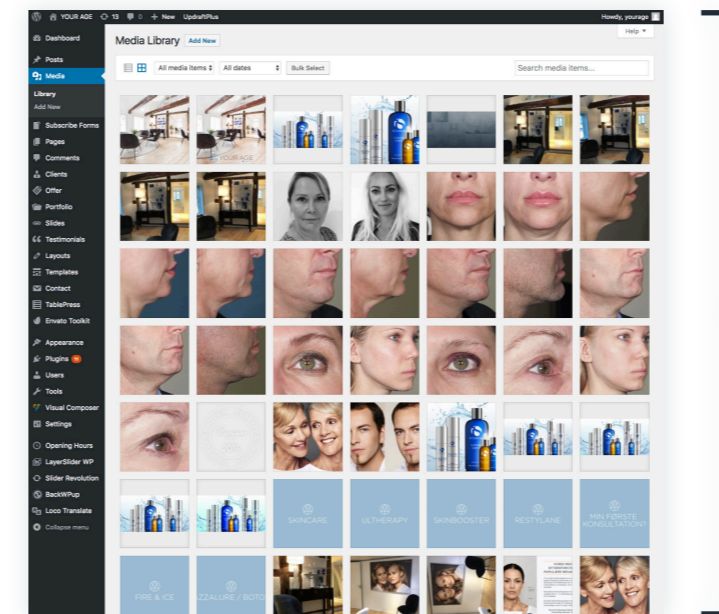 YOUR AGE 13 0 + New UpdraftPlus Howdy, yourage
Help
Dashboard
Posts
Media
Library
Add New
Subscribe Forms
Pages
Comments
Clients
Offer
Portfolio
Slides
Testimonials
Layouts
Templates
Contact
TablePress
Envato Toolkit
Appearance
Plugins
Users
Tools
Visual Composer
Settings
Opening Hours
LayerSlider WP
Slider Revolution
BackWPup
Loco Translate
Collapse menu
Media Library Add New
All media items All dates Bulk Select Search media items...
YOUR AGE
SKINCARE
ULTHERAPY
SKINBOOSTER
RESTYLANE
MIN FØRSTE
KONSULTATION?
FIRE & ICE
AZZALURE / BOTO